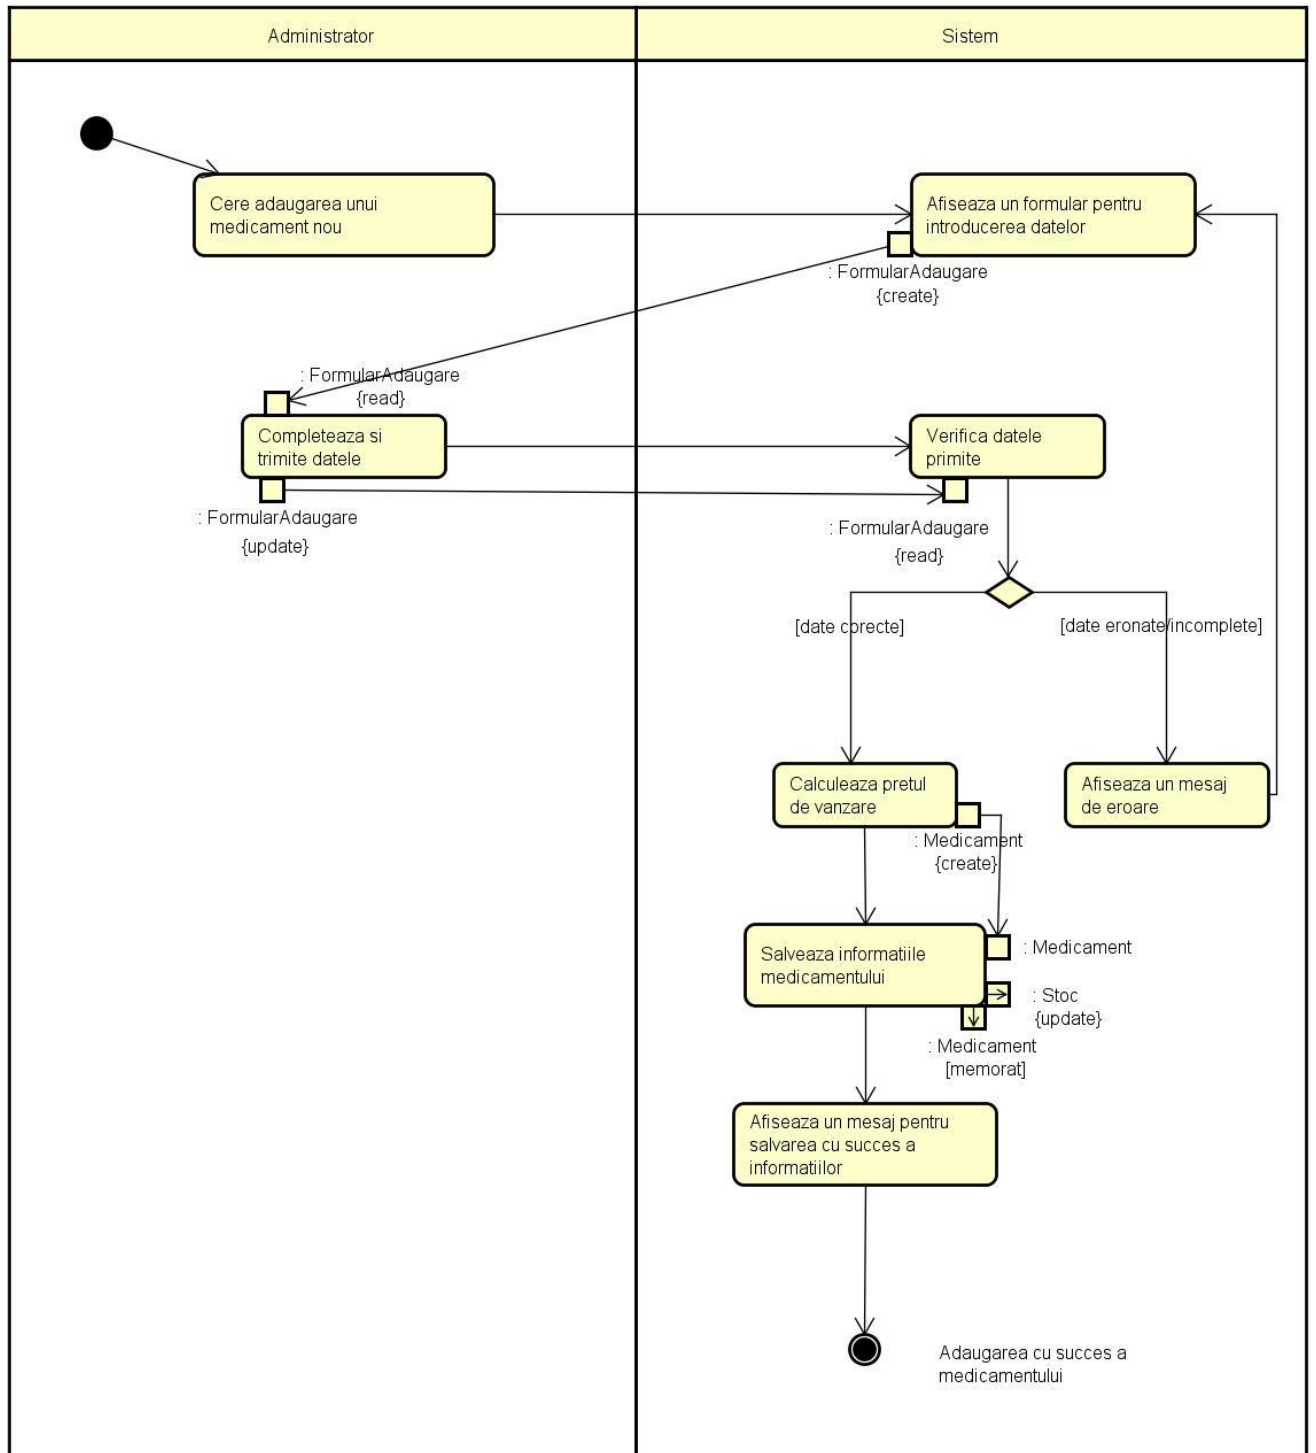 Administrator
Sistem
Cere adaugarea unui
medicament nou
Afiseaza un formular pentru
introducerea datelor
: FormularAdaugare
{create}
: FormularAdaugare
{read}
Completeaza si
trimite datele
Verifica datele
primite
: FormularAdaugare
{update}
: FormularAdaugare
{read}
[date corecte]
[date eronate/incomplete]
Calculeaza pretul
de vanzare
Afiseaza un mesaj
de eroare
: Medicament
{create}
Salveaza informatiile
medicamentului
: Medicament
: Stoc
{update}
: Medicament
[memorat]
Afiseaza un mesaj pentru
salvarea cu succes a
informatiilor
Adaugarea cu succes a
medicamentului